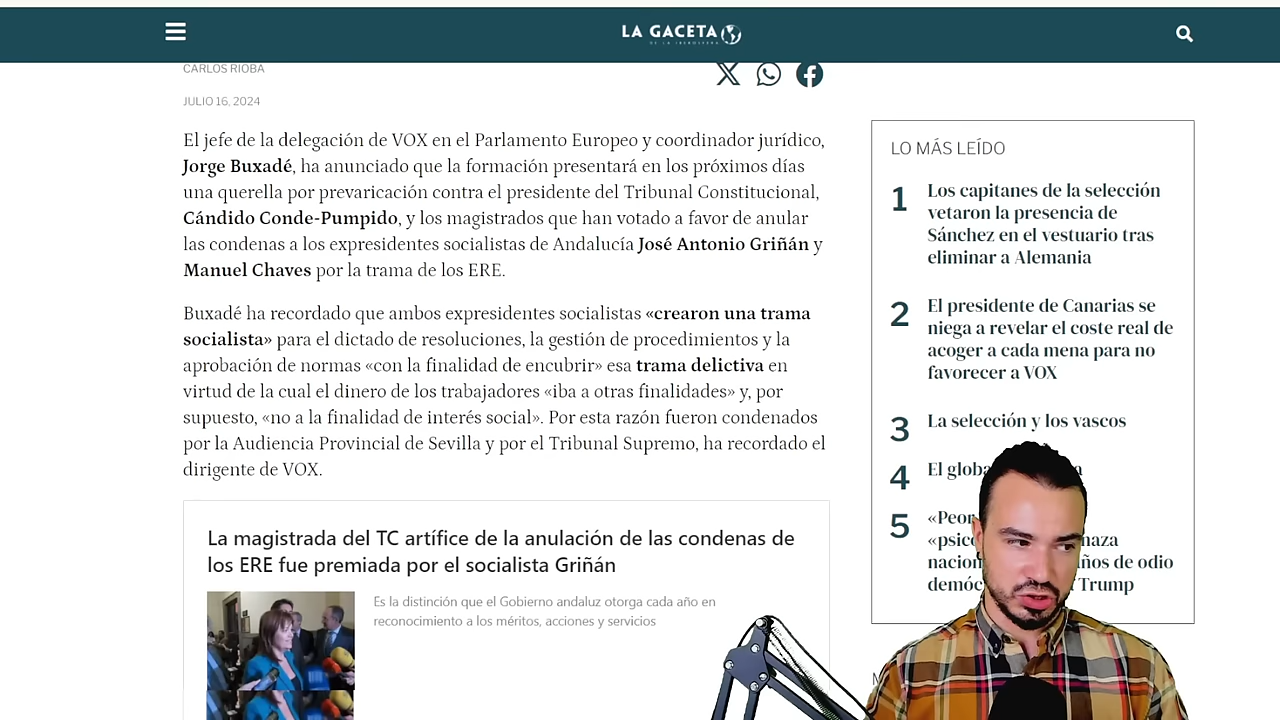 LA GACETA
DE LA IBEROSFERA
CARLOS RIOBA
JULIO 16, 2024
El jefe de la delegación de VOX en el Parlamento Europeo y coordinador jurídico,
Jorge Buxadé, ha anunciado que la formación presentará en los próximos días
una querella por prevaricación contra el presidente del Tribunal Constitucional,
Cándido Conde-Pumpido, y los magistrados que han votado a favor de anular
las condenas a los expresidentes socialistas de Andalucía José Antonio Griñán y
Manuel Chaves por la trama de los ERE.
Buxadé ha recordado que ambos expresidentes socialistas «crearon una trama
socialista» para el dictado de resoluciones, la gestión de procedimientos y la
aprobación de normas «con la finalidad de encubrir» esa trama delictiva en
virtud de la cual el dinero de los trabajadores «iba a otras finalidades» y, por
supuesto, «no a la finalidad de interés social». Por esta razón fueron condenados
por la Audiencia Provincial de Sevilla y por el Tribunal Supremo, ha recordado el
dirigente de VOX.
La magistrada del TC artífice de la anulación de las condenas de
los ERE fue premiada por el socialista Griñán
Es la distinción que el Gobierno andaluz otorga cada año en
reconocimiento a los méritos, acciones y servicios
LO MÁS LEÍDO
1
Los capitanes de la selección
vetaron la presencia de
Sánchez en el vestuario tras
eliminar a Alemania
2
El presidente de Canarias se
niega a revelar el coste real de
acoger a cada mena para no
favorecer a VOX
3
La selección y los vascos
4
El
5
«Peor
ños de odio
Trump